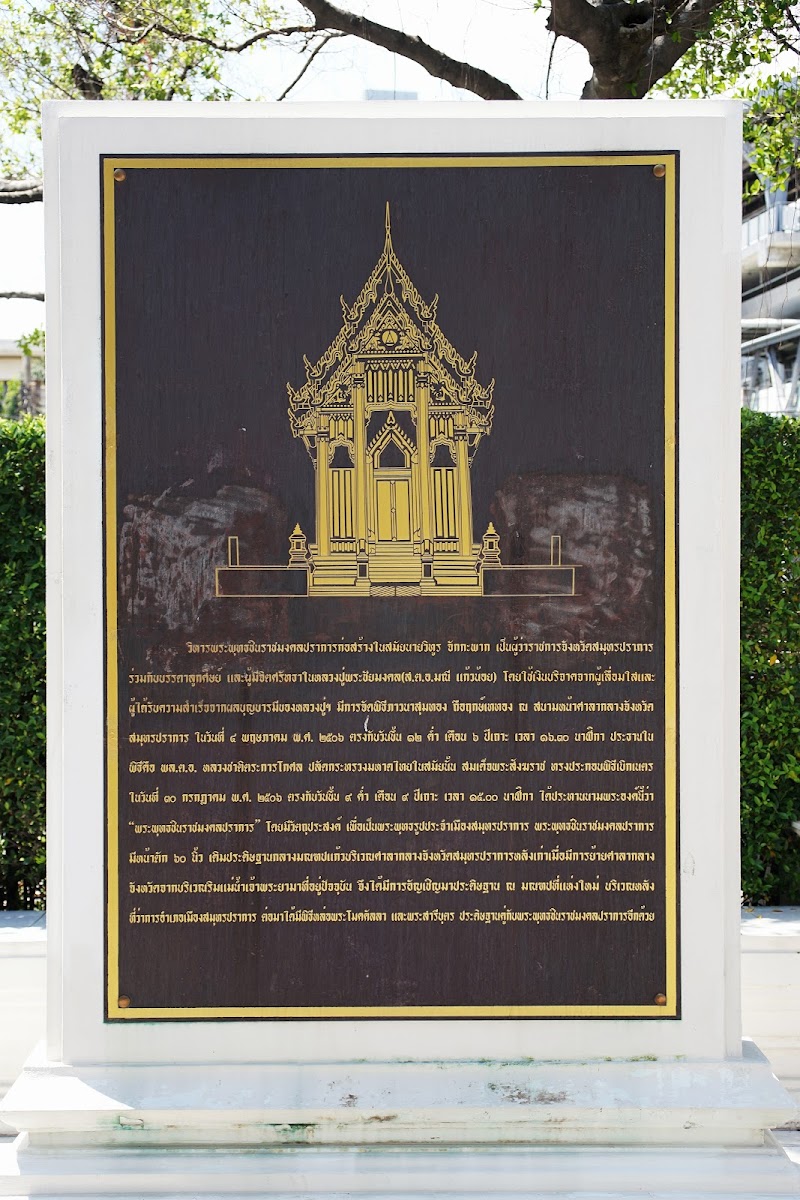 วิหารพระพุทธชินราชมงคลปราการก่อสร้างในสมัยนายวิทูร จักกะพาก เป็นผู้ว่าราชการจังหวัดสมุทรปราการ
ร่วมกับบรรดาลูกศิษย์ และผู้มีจิตศรัทธาในหลวงปู่พระชัยมงคล(ส.ต.อ.มณี แก้วน้อย) โดยใช้เงินบริจาคจากผู้เลื่อมใสและ
ผู้ได้รับความสำเร็จจากผลบุญบารมีของหลวงปู่ฯ มีการจัดพิธีภาวนาสุมทอง ถือฤกษ์เททอง ณ สนามหน้าศาลากลางจังหวัด
สมุทรปราการ ในวันที่ ๔ พฤษภาคม พ.ศ. ๒๕๐๖ ตรงกับวันขึ้น ๑๒ ค่ำ เดือน ๖ ปีเถาะ เวลา ๑๖.๓๐ นาฬิกา ประธานใน
พิธีคือ พล.ต.อ. หลวงชาติตระการโกศล ปลัดกระทรวงมหาดไทยในสมัยนั้น สมเด็จพระสังฆราช ทรงประกอบพิธีเบิกเนตร
ในวันที่ ๓๐ กรกฎาคม พ.ศ. ๒๕๐๖ ตรงกับวันขึ้น ๙ ค่ำ เดือน ๙ ปีเถาะ เวลา ๑๕.๐๐ นาฬิกา ได้ประทานนามพระองค์นี้ว่า
“พระพุทธชินราชมงคลปราการ” โดยมีวัตถุประสงค์ เพื่อเป็นพระพุทธรูปประจำเมืองสมุทรปราการ พระพุทธชินราชมงคลปราการ
มีหน้าตัก ๖๐ นิ้ว เดิมประดิษฐานกลางมณฑปแก้วบริเวณศาลากลางจังหวัดสมุทรปราการหลังเก่าเมื่อมีการย้ายศาลากลาง
จังหวัดจากบริเวณริมแม่น้ำเจ้าพระยามาที่อยู่ปัจจุบัน จึงได้มีการอัญเชิญมาประดิษฐาน ณ มณฑปที่แห่งใหม่ บริเวณหลัง
ที่ว่าการอำเภอเมืองสมุทรปราการ ต่อมาได้มีพิธีหล่อพระโมคคัลลา และพระสารีบุตร ประดิษฐานคู่กับพระพุทธชินราชมงคลปราการอีกด้วย